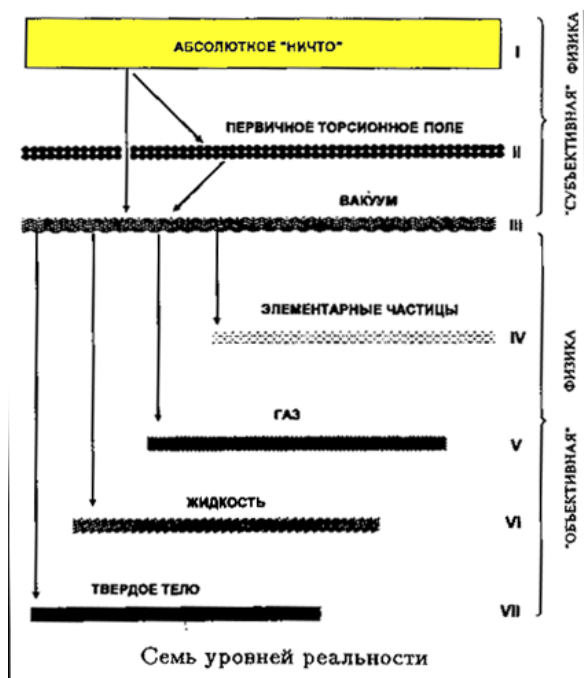 АБСОЛЮТНОЕ "НИЧТО"
I
ПЕРВИЧНОЕ ТОРСИОННОЕ ПОЛЕ
II
ВАКУУМ
III
"СУБЪЕКТИВНАЯ" ФИЗИКА
ЭЛЕМЕНТАРНЫЕ ЧАСТИЦЫ
IV
ГАЗ
V
ЖИДКОСТЬ
VI
ТВЕРДОЕ ТЕЛО
VII
"ОБЪЕКТИВНАЯ" ФИЗИКА
Семь уровней реальности